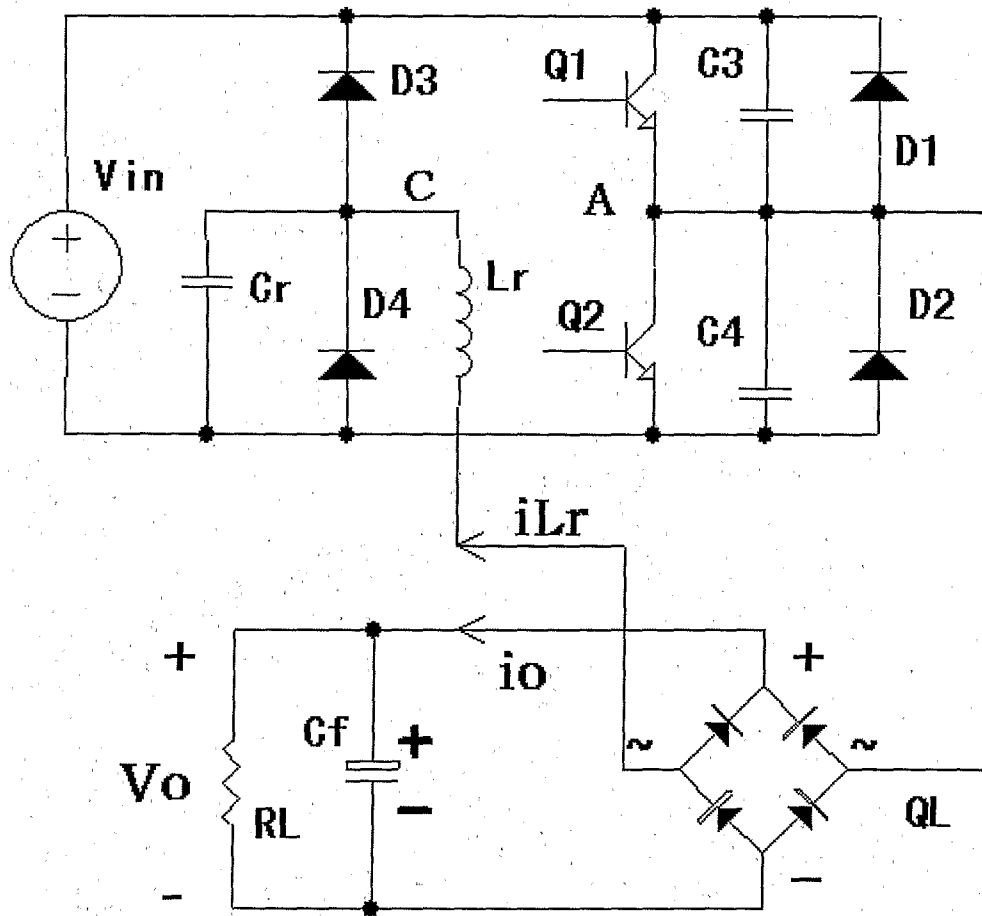 Q1
C3
D3
D1
Vin
C
A
+
−
Cr
D4
Lr
Q2
C4
D2
iLr
+
io
+
Cf
+
~
~
Vo
−
RL
QL
-
−